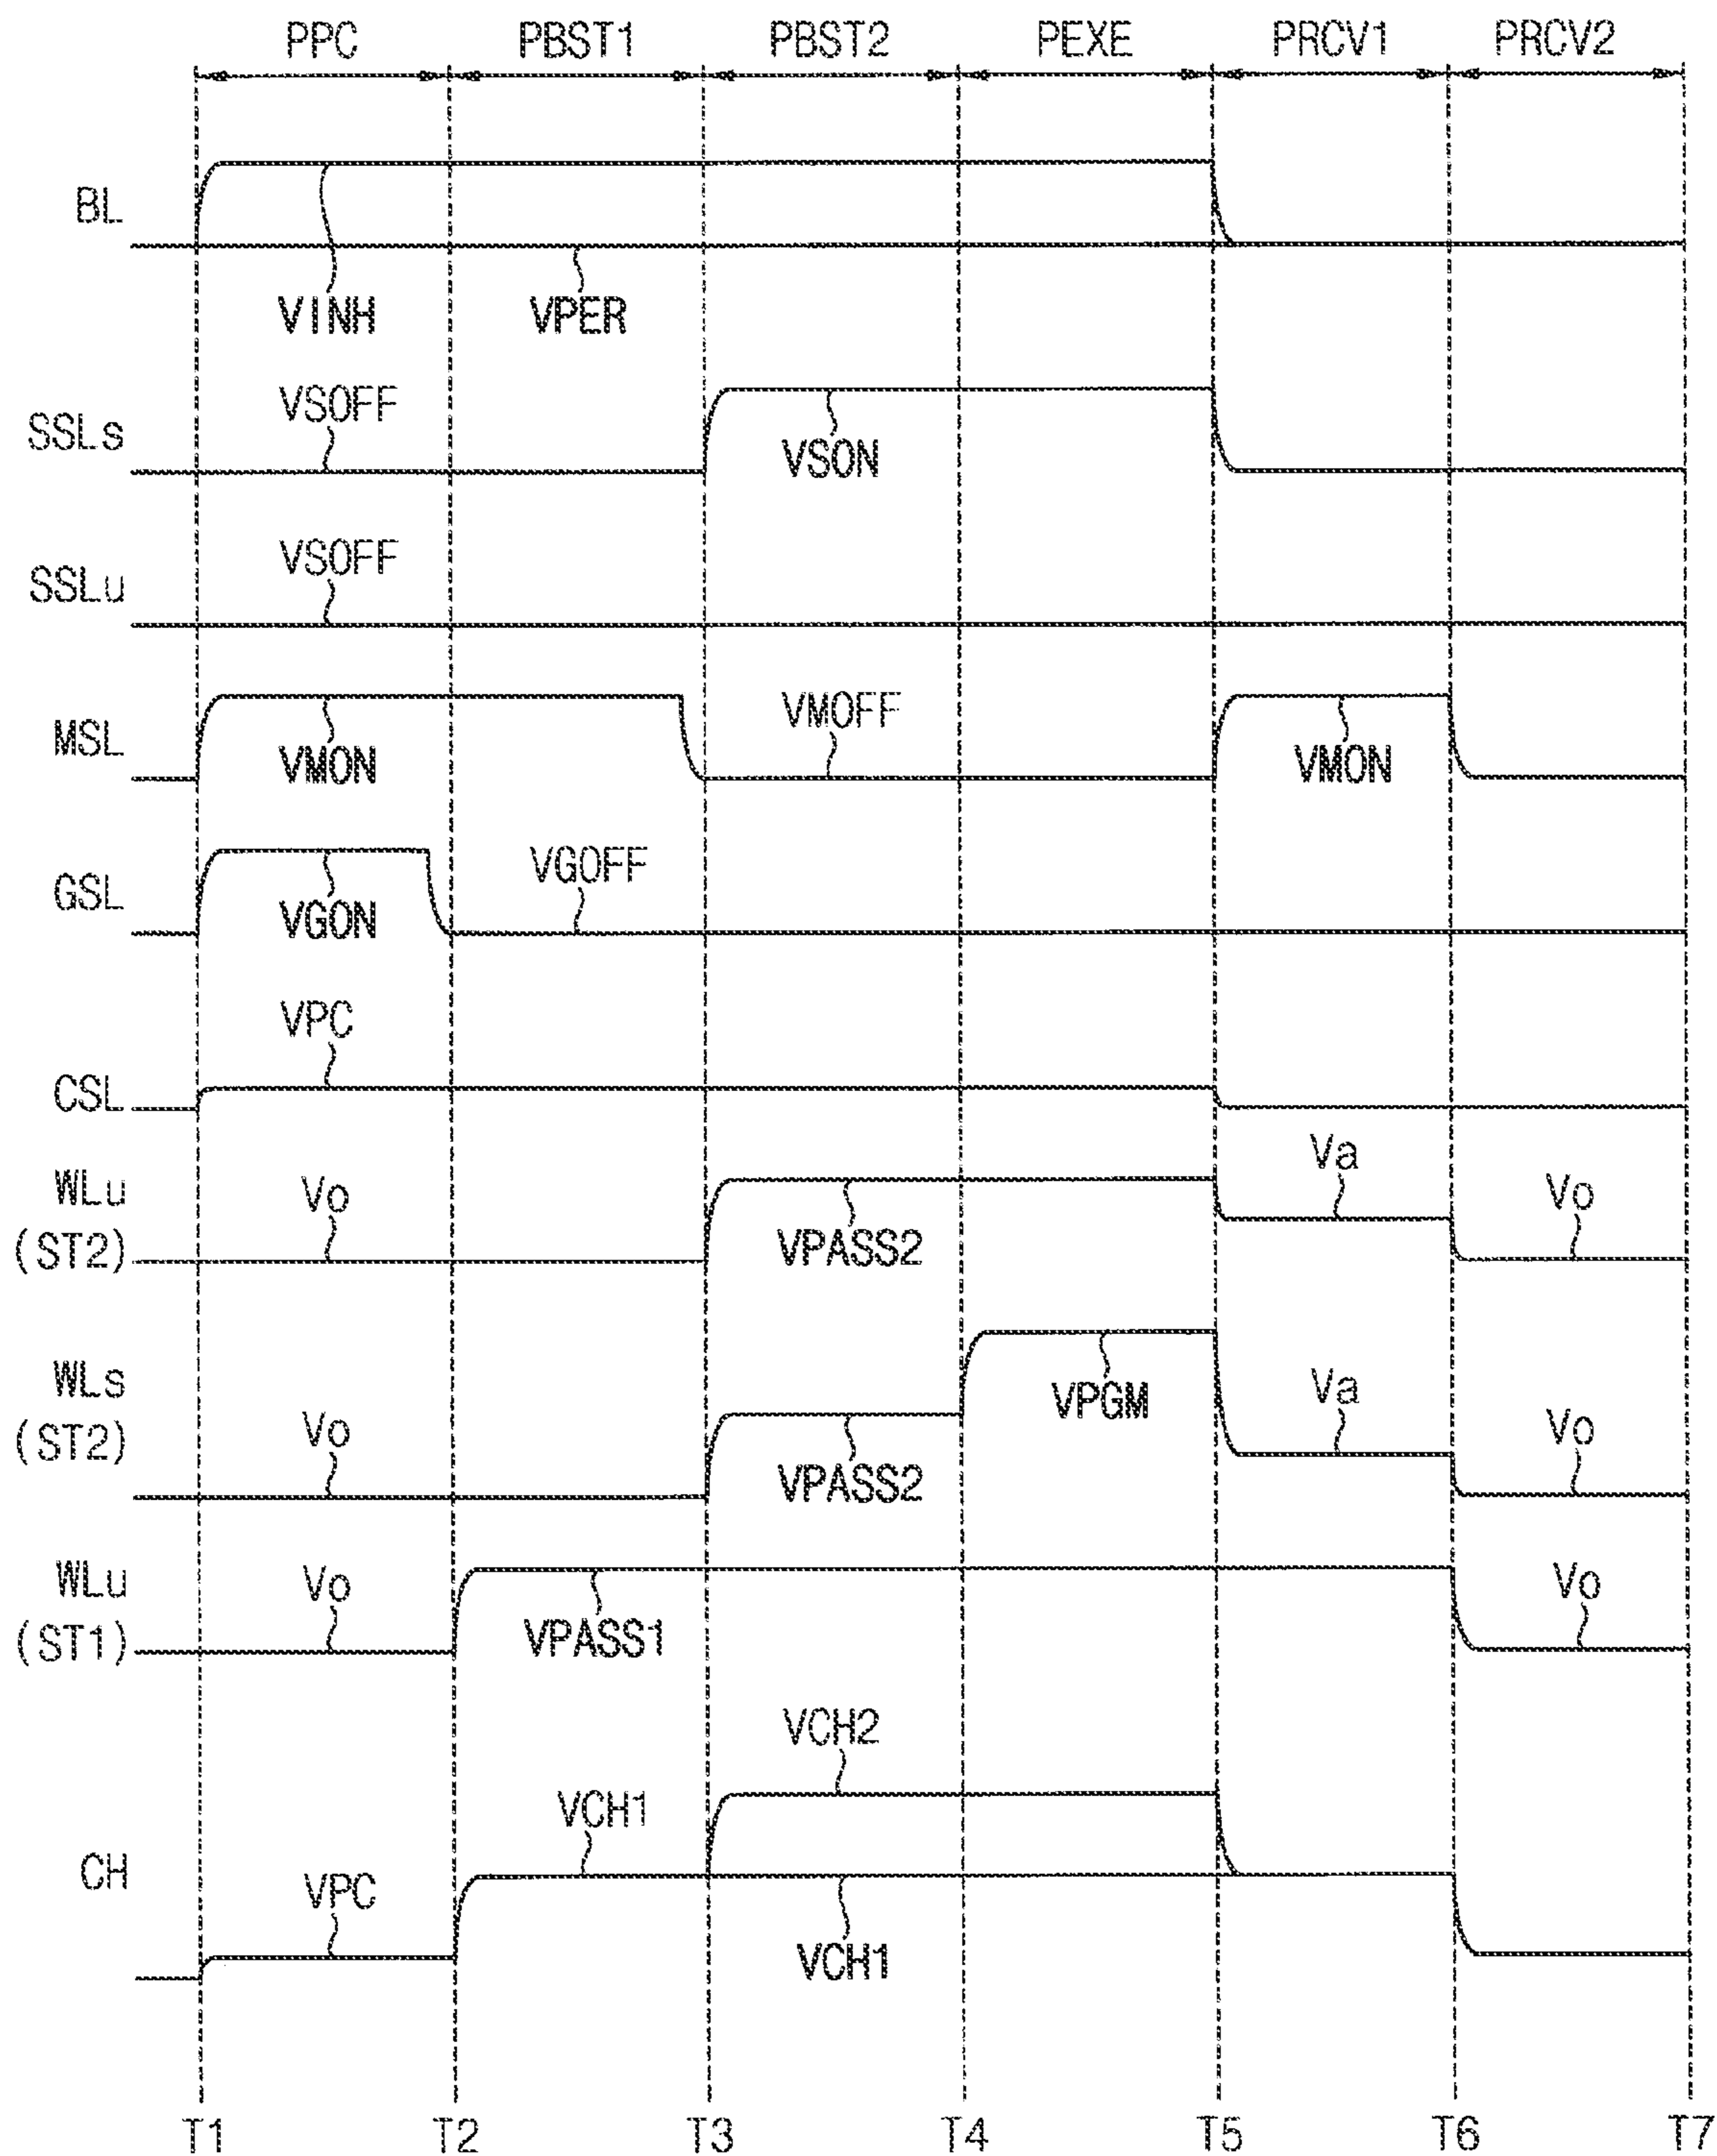 PPC PBST1 PBST2 PEXE PRCV1 PRCV2
BL
VINH VPER
VSOFF
SSLs
VSON
VSOFF
SSLu
VMOFF
MSL
VMON VMON
VGOFF
GSL
VGON
VPC
CSL
Va
WLu Vo Vo
(ST2) VPASS2
WLs VPGM Va
(ST2) Vo Vo
VPASS2
WLu Vo Vo
(ST1) VPASS1
VCH2
VCH1
CH
VPC
VCH1
T1 T2 T3 T4 T5 T6 T7